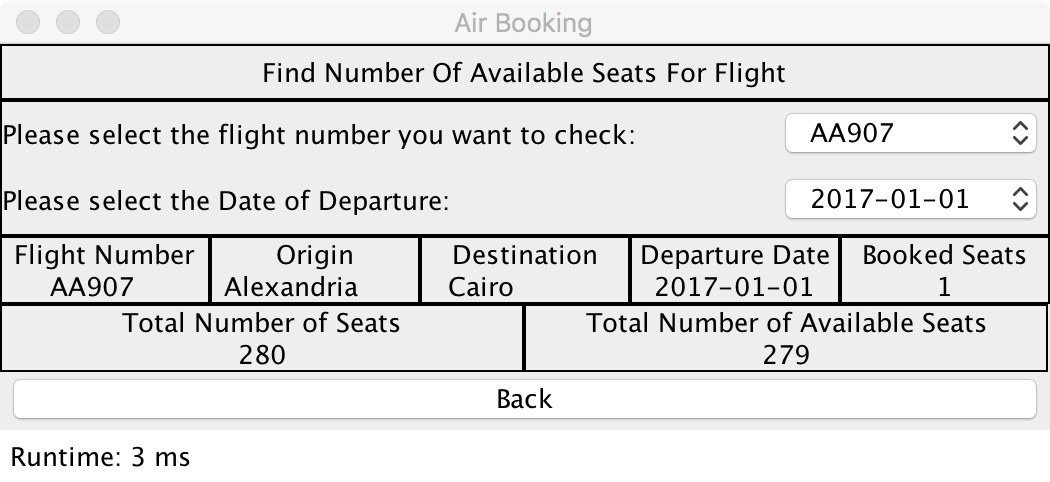 Air Booking
Find Number Of Available Seats For Flight
Please select the flight number you want to check: AA907
Please select the Date of Departure: 2017-01-01
Flight Number Origin Destination Departure Date Booked Seats
AA907 Alexandria Cairo 2017-01-01 1
Total Number of Seats Total Number of Available Seats
280 279
Back
Runtime: 3 ms